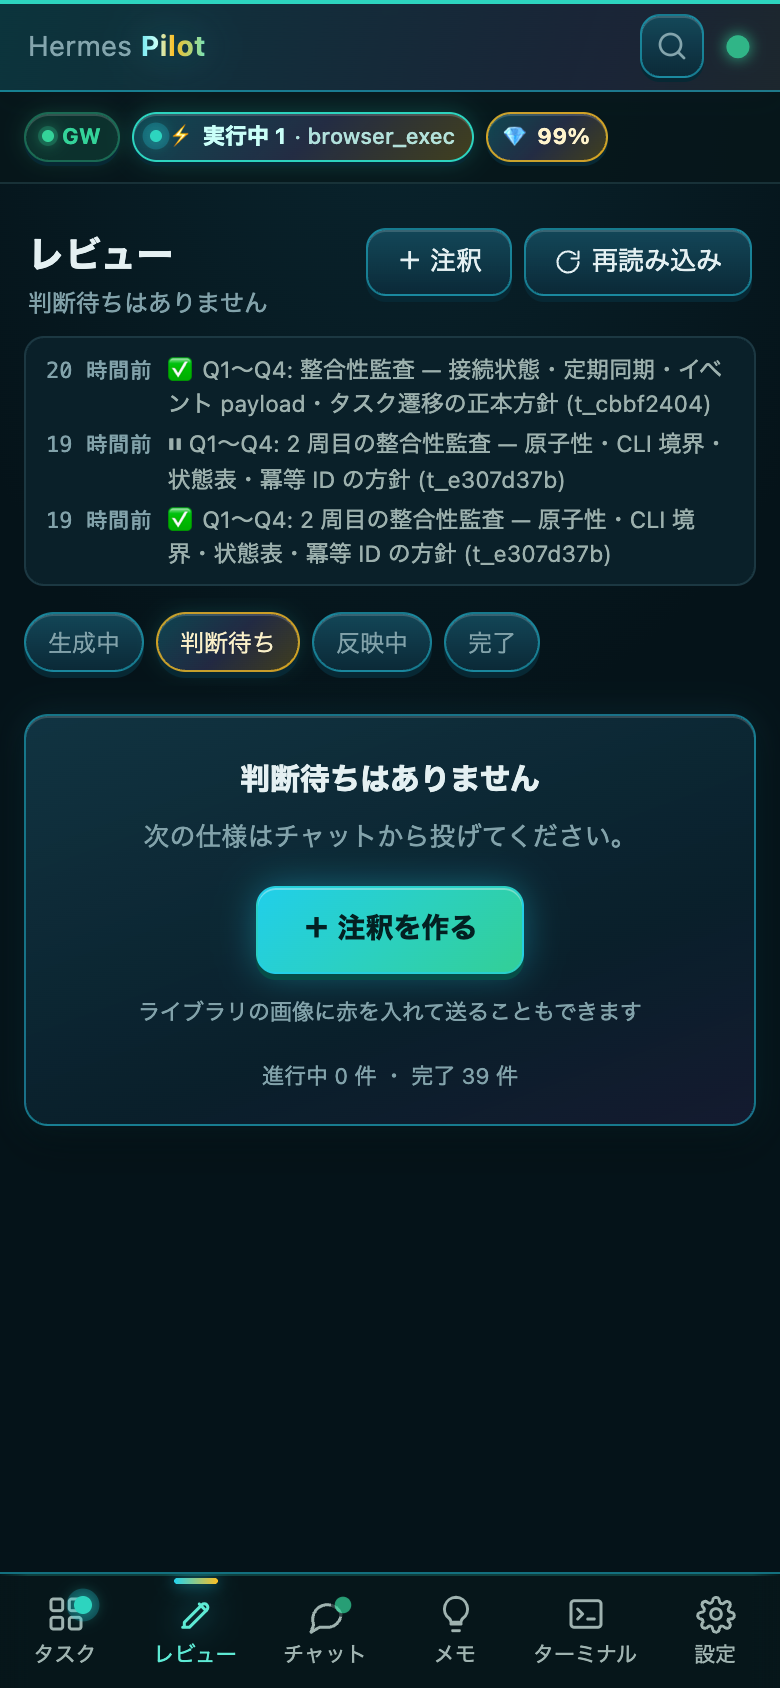 Hermes Pilot
GW
⚡ 実行中 1 · browser_exec
💎 99%
レビュー
判断待ちはありません
＋ 注釈
再読み込み
20 時間前 ✅ Q1〜Q4: 整合性監査 — 接続状態・定期同期・イベ
ント payload・タスク遷移の正本方針 (t_cbbf2404)
19 時間前 ⏸ Q1〜Q4: 2 周目の整合性監査 — 原子性・CLI 境界・
状態表・冪等 ID の方針 (t_e307d37b)
19 時間前 ✅ Q1〜Q4: 2 周目の整合性監査 — 原子性・CLI 境
界・状態表・冪等 ID の方針 (t_e307d37b)
生成中
判断待ち
反映中
完了
判断待ちはありません
次の仕様はチャットから投げてください。
＋ 注釈を作る
ライブラリの画像に赤を入れて送ることもできます
進行中 0 件 ・ 完了 39 件
タスク
レビュー
チャット
メモ
ターミナル
設定